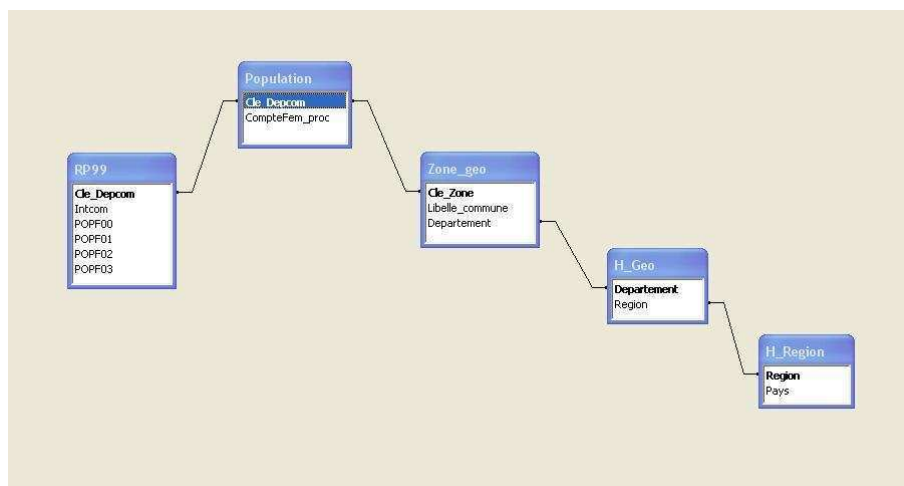 Population
Cle_Depcom
CompteFem_proc
RP99
Cle_Depcom
Intcom
POPF00
POPF01
POPF02
POPF03
Zone_geo
Cle_Zone
Libelle_commune
Departement
H_Geo
Departement
Region
H_Region
Region
Pays